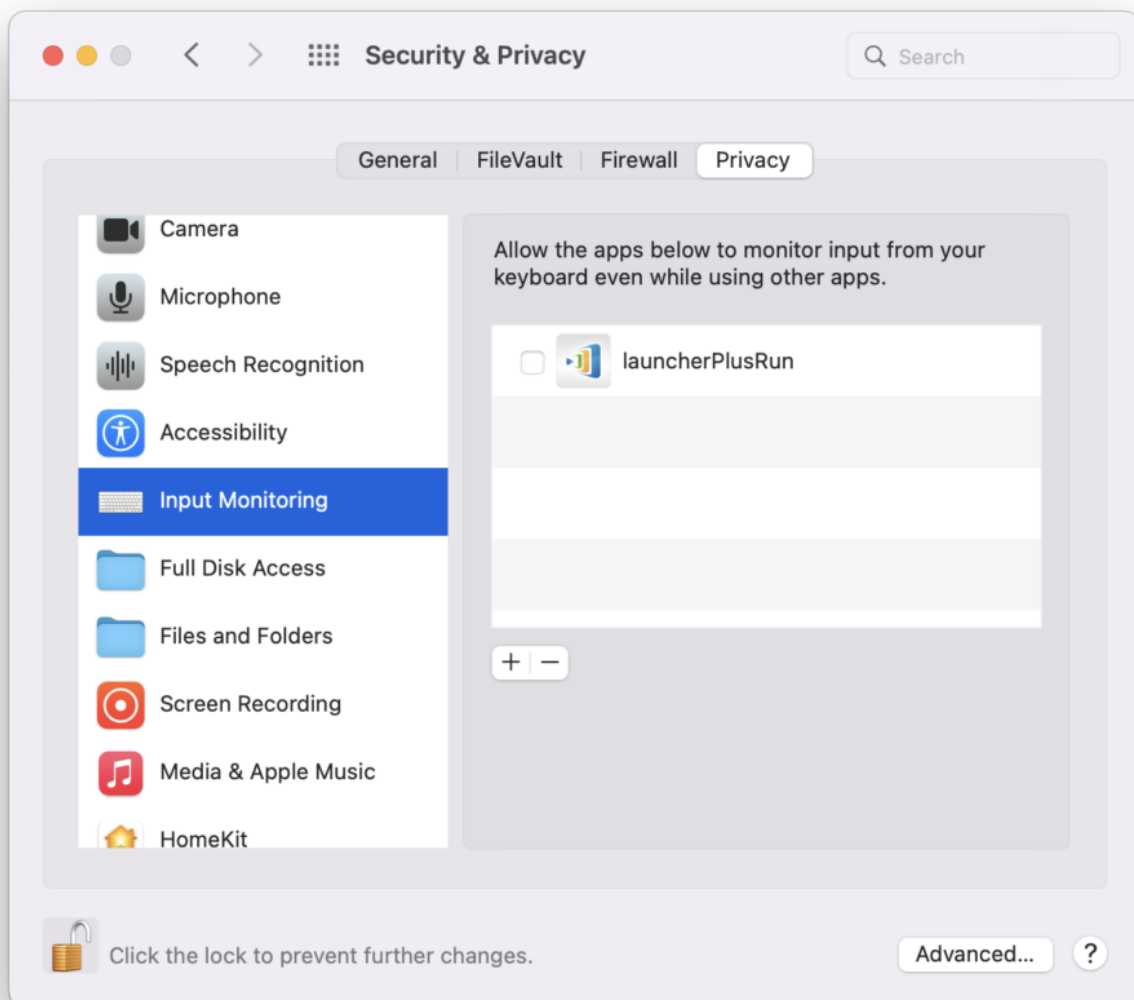 Security & Privacy
Search
General
FileVault
Firewall
Privacy
Camera
Microphone
Speech Recognition
Accessibility
Input Monitoring
Full Disk Access
Files and Folders
Screen Recording
Media & Apple Music
HomeKit
Allow the apps below to monitor input from your
keyboard even while using other apps.
launcherPlusRun
+ −
Click the lock to prevent further changes.
Advanced...
?